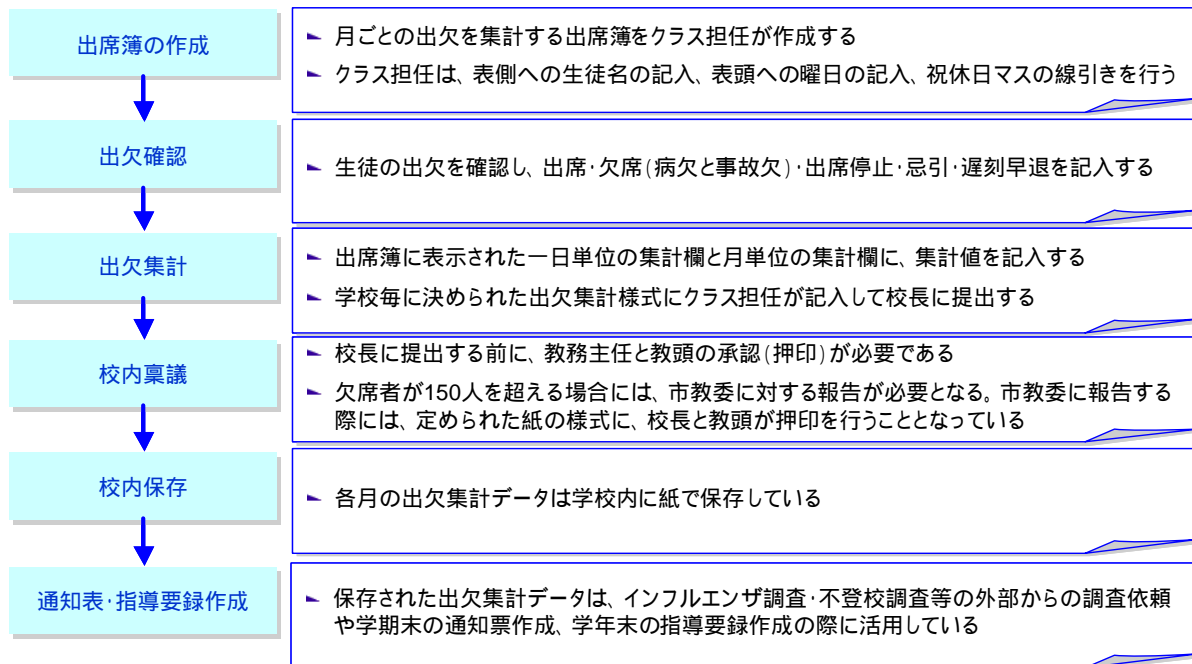 出席簿の作成
月ごとの出欠を集計する出席簿をクラス担任が作成する
クラス担任は、表側への生徒名の記入、表頭への曜日の記入、祝休日マスの線引きを行う
出欠確認
生徒の出欠を確認し、出席・欠席(病欠と事故欠)・出席停止・忌引・遅刻早退を記入する
出欠集計
出席簿に表示された一日単位の集計欄と月単位の集計欄に、集計値を記入する
学校毎に決められた出欠集計様式にクラス担任が記入して校長に提出する
校内稟議
校長に提出する前に、教務主任と教頭の承認(押印)が必要である
欠席者が150人を超える場合には、市教委に対する報告が必要となる。市教委に報告する
際には、定められた紙の様式に、校長と教頭が押印を行うこととなっている
校内保存
各月の出欠集計データは学校内に紙で保存している
通知表・指導要録作成
保存された出欠集計データは、インフルエンザ調査・不登校調査等の外部からの調査依頼
や学期末の通知票作成、学年末の指導要録作成の際に活用している